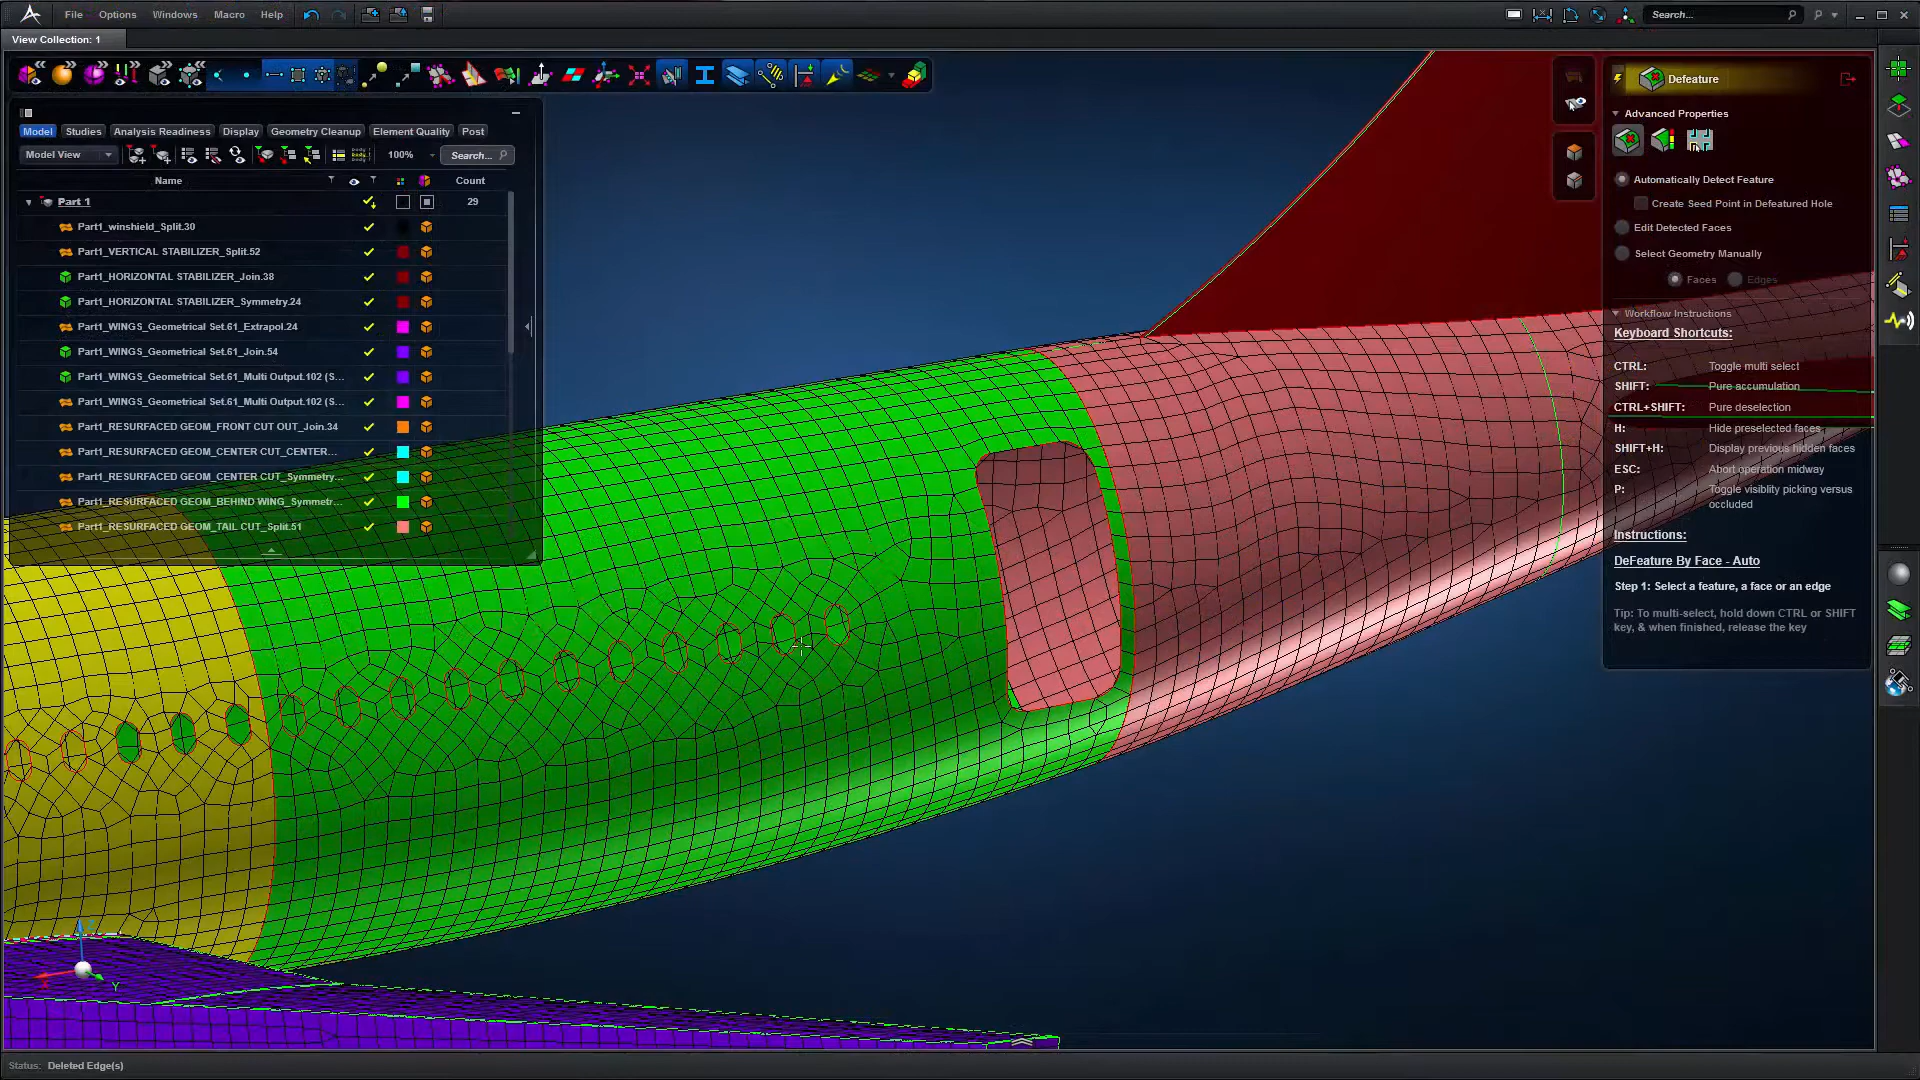 File Options Windows Macro Help Search...
View Collection: 1
Model Studies Analysis Readiness Display Geometry Cleanup Element Quality Post
Model View 100% Search...
Name Count
Part 1 29
Part1_winshield_Split.30
Part1_VERTICAL STABILIZER_Split.52
Part1_HORIZONTAL STABILIZER_Join.38
Part1_HORIZONTAL STABILIZER_Symmetry.24
Part1_WINGS_Geometrical Set.61_Extrapol.24
Part1_WINGS_Geometrical Set.61_Join.54
Part1_WINGS_Geometrical Set.61_Multi Output.102 (S...
Part1_WINGS_Geometrical Set.61_Multi Output.102 (S...
Part1_RESURFACED GEOM_FRONT CUT OUT_Join.34
Part1_RESURFACED GEOM_CENTER CUT_CENTER...
Part1_RESURFACED GEOM_CENTER CUT_Symmetry...
Part1_RESURFACED GEOM_BEHIND WING_Symmetr...
Part1_RESURFACED GEOM_TAIL CUT_Split.51
Defeature
Advanced Properties
Automatically Detect Feature
Create Seed Point in Defeatured Hole
Edit Detected Faces
Select Geometry Manually
Faces Edges
Workflow Instructions
Keyboard Shortcuts:
CTRL: Toggle multi select
SHIFT: Pure accumulation
CTRL+SHIFT: Pure deselection
H: Hide preselected faces
SHIFT+H: Display previous hidden faces
ESC: Abort operation midway
P: Toggle visiblity picking versus
occluded
Instructions:
DeFeature By Face - Auto
Step 1: Select a feature, a face or an edge
Tip: To multi-select, hold down CTRL or SHIFT
key, & when finished, release the key
X Y Z
Status: Deleted Edge(s)